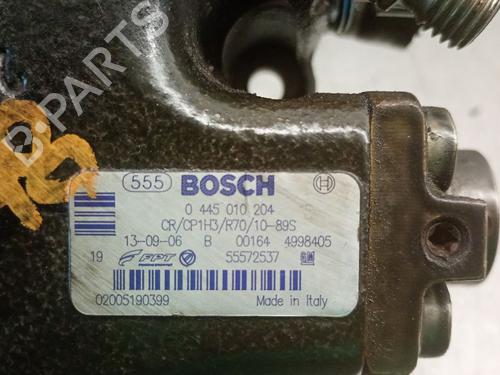 555 BOSCH
0 445 010 204
CR/CP1H3/R70/10-89S
13-09-06 B 00164 4998405
19 FPT 55572537 GM
02005190399 Made in Italy
B-PARTS